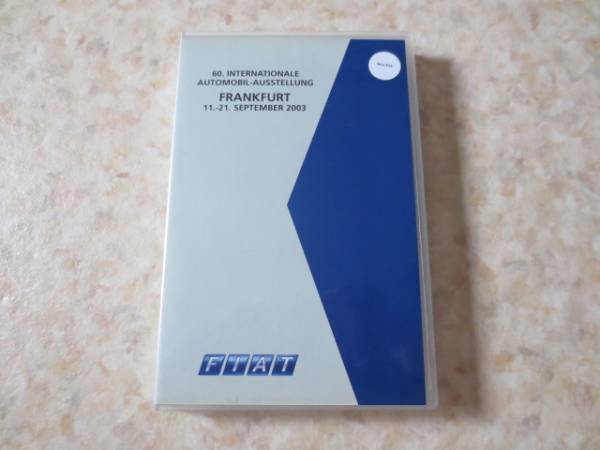 60. INTERNATIONALE
AUTOMOBIL-AUSSTELLUNG
FRANKFURT
11.-21. SEPTEMBER 2003
FIAT